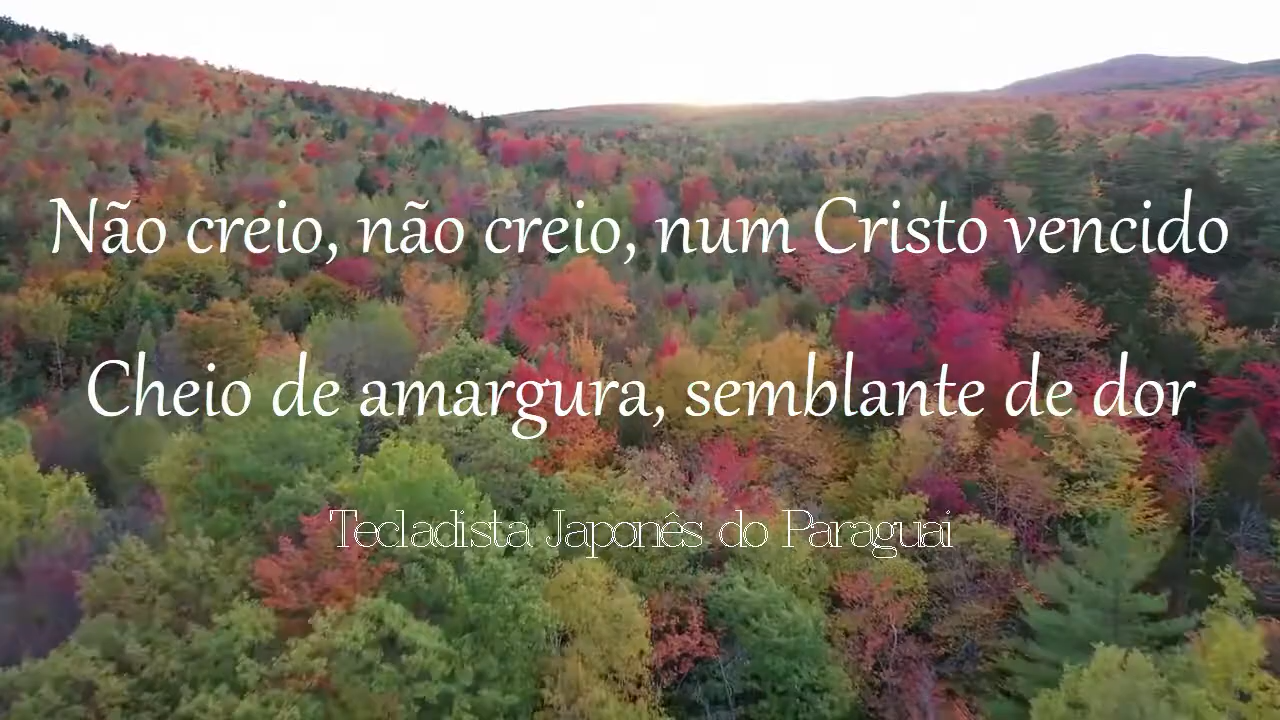 Não creio, não creio, num Cristo vencido
Cheio de amargura, semblante de dor
Tecladista Japonês do Paraguai